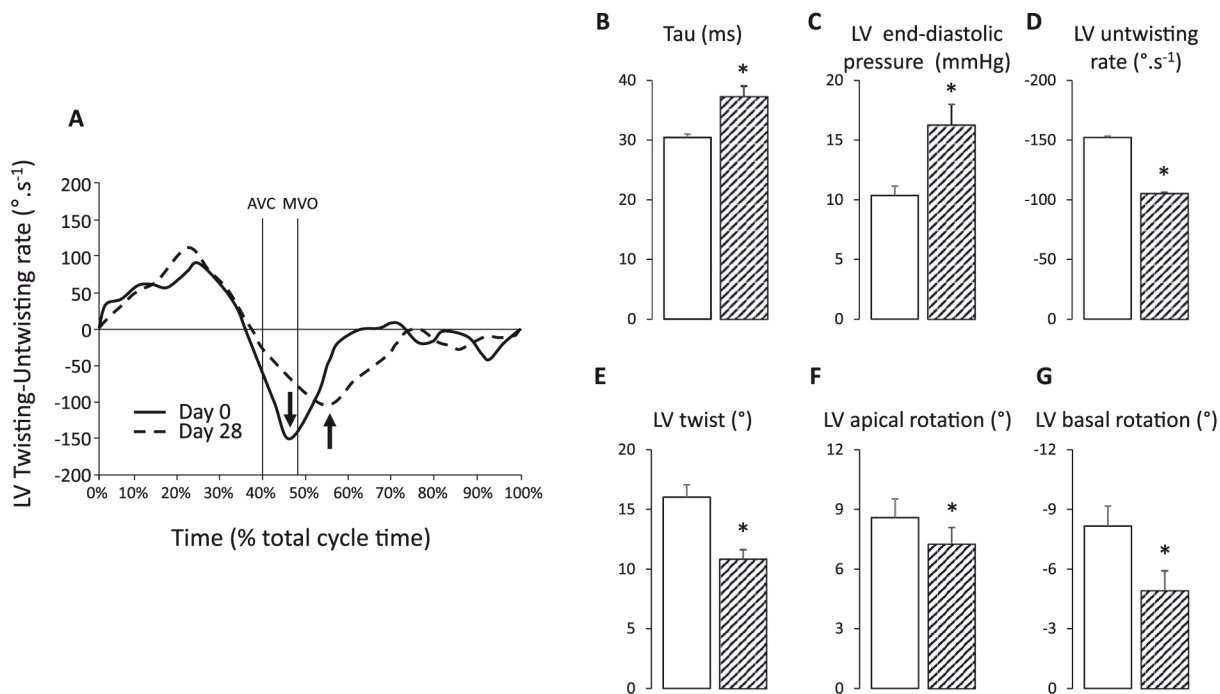 A
LV Twisting-Untwisting rate (°.s-1)
200
150
100
50
0
-50
-100
-150
-200
AVC MVO
Day 0
Day 28
0% 10% 20% 30% 40% 50% 60% 70% 80% 90% 100%
Time (% total cycle time)
B
Tau (ms)
40
30
20
10
0
*
C
LV end-diastolic
pressure (mmHg)
20
15
10
5
0
*
D
LV untwisting
rate (°.s-1)
-200
-150
-100
-50
0
*
E
LV twist (°)
20
15
10
5
0
*
F
LV apical rotation (°)
12
9
6
3
0
*
G
LV basal rotation (°)
-12
-9
-6
-3
0
*